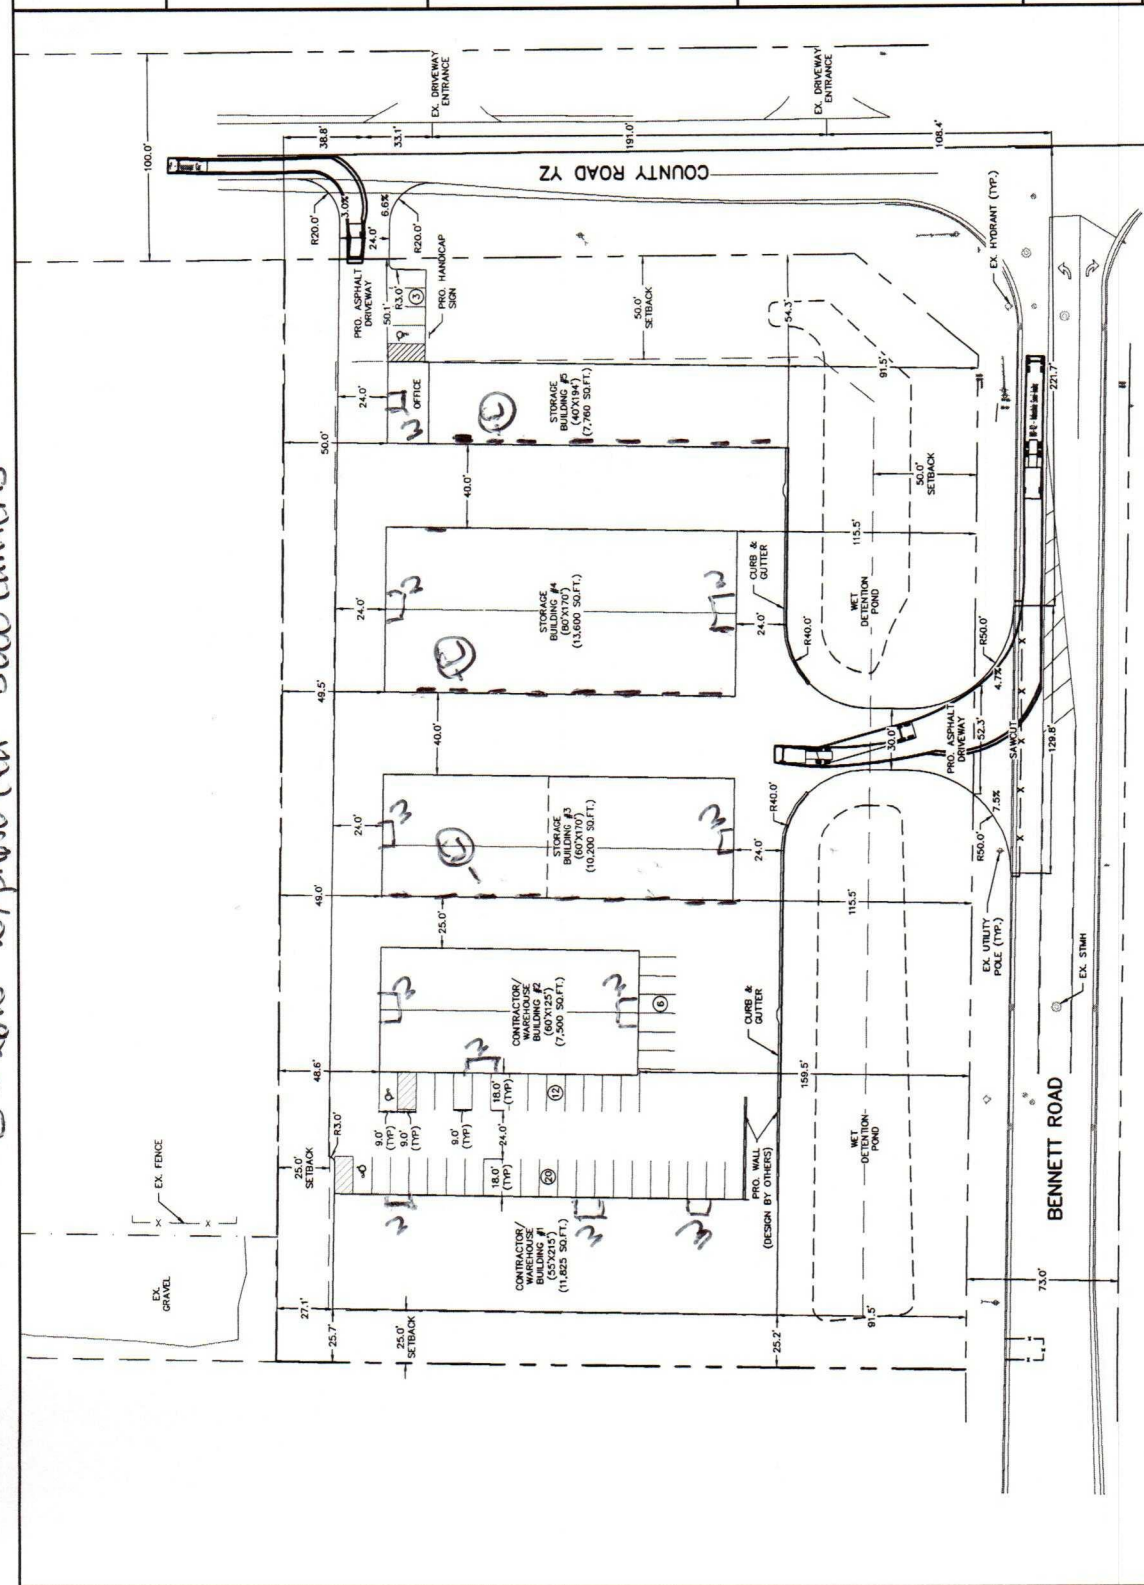 100.0'
EX. DRIVEWAY
ENTRANCE
EX. DRIVEWAY
ENTRANCE
38.8'
33.1'
191.0'
108.4'
COUNTY ROAD YZ
R20.0'
3.0%
24.0'
6.6%
R20.0'
PRO. ASPHALT
DRIVEWAY
50.1'
R3.0'
3
PRO. HANDICAP
SIGN
50.0'
SETBACK
54.3'
EX. HYDRANT (TYP.)
24.0'
OFFICE
STORAGE
BUILDING #5
(40'X194')
(7,760 SQ.FT.)
91.5'
221.7'
50.0'
40.0'
50.0'
SETBACK
STORAGE
BUILDING #4
(80'X170')
(13,600 SQ.FT.)
24.0'
24.0'
CURB &
GUTTER
115.5'
WET
DETENTION
POND
R40.0'
R50.0'
49.5'
40.0'
4.7%
30.0'
PRO. ASPHALT
DRIVEWAY
52.3'
SAWCUT
129.8'
24.0'
STORAGE
BUILDING #3
(60'X170')
(10,200 SQ.FT.)
R40.0'
24.0'
7.5%
R50.0'
49.0'
25.0'
115.5'
EX. UTILITY
POLE (TYP.)
EX. STMH
CONTRACTOR/
WAREHOUSE
BUILDING #2
(60'X125')
(7,500 SQ.FT.)
6
CURB &
GUTTER
48.6'
159.5'
9.0'
(TYP)
9.0'
(TYP)
9.0'
(TYP)
18.0'
(TYP)
12
24.0'
R3.0'
25.0'
SETBACK
18.0'
(TYP)
20
PRO. WALL
(DESIGN BY OTHERS)
WET
DETENTION
POND
BENNETT ROAD
EX. FENCE
EX.
GRAVEL
CONTRACTOR/
WAREHOUSE
BUILDING #1
(55'X215')
(11,825 SQ.FT.)
27.1'
25.7'
25.0'
SETBACK
25.2'
91.5'
73.0'